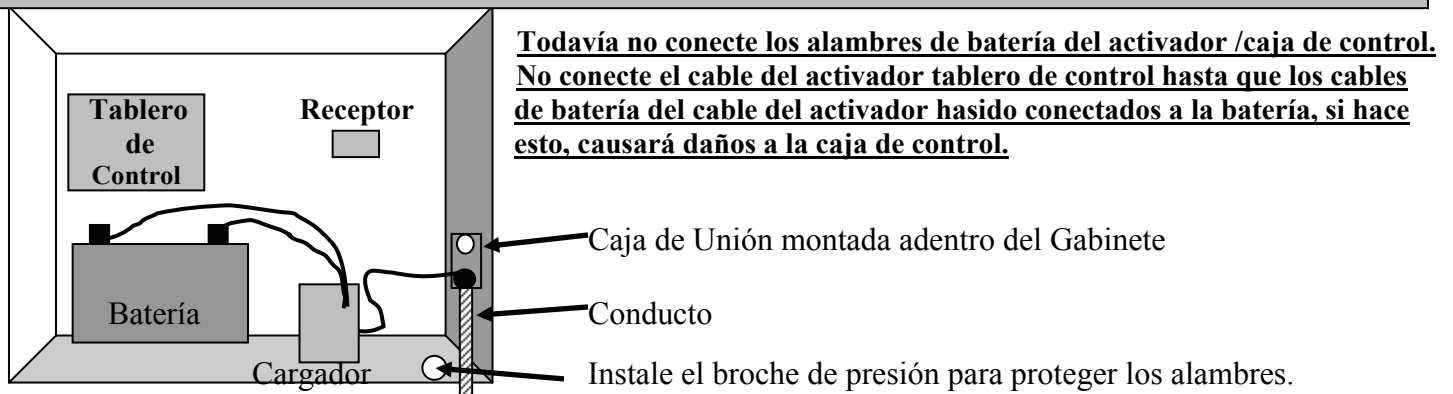 Todavía no conecte los alambres de batería del activador /caja de control.
No conecte el cable del activador tablero de control hasta que los cables
de batería del cable del activador hasido conectados a la batería, si hace
esto, causará daños a la caja de control.
Tablero
de
Control
Receptor
Caja de Unión montada adentro del Gabinete
Batería
Conducto
Cargador
Instale el broche de presión para proteger los alambres.